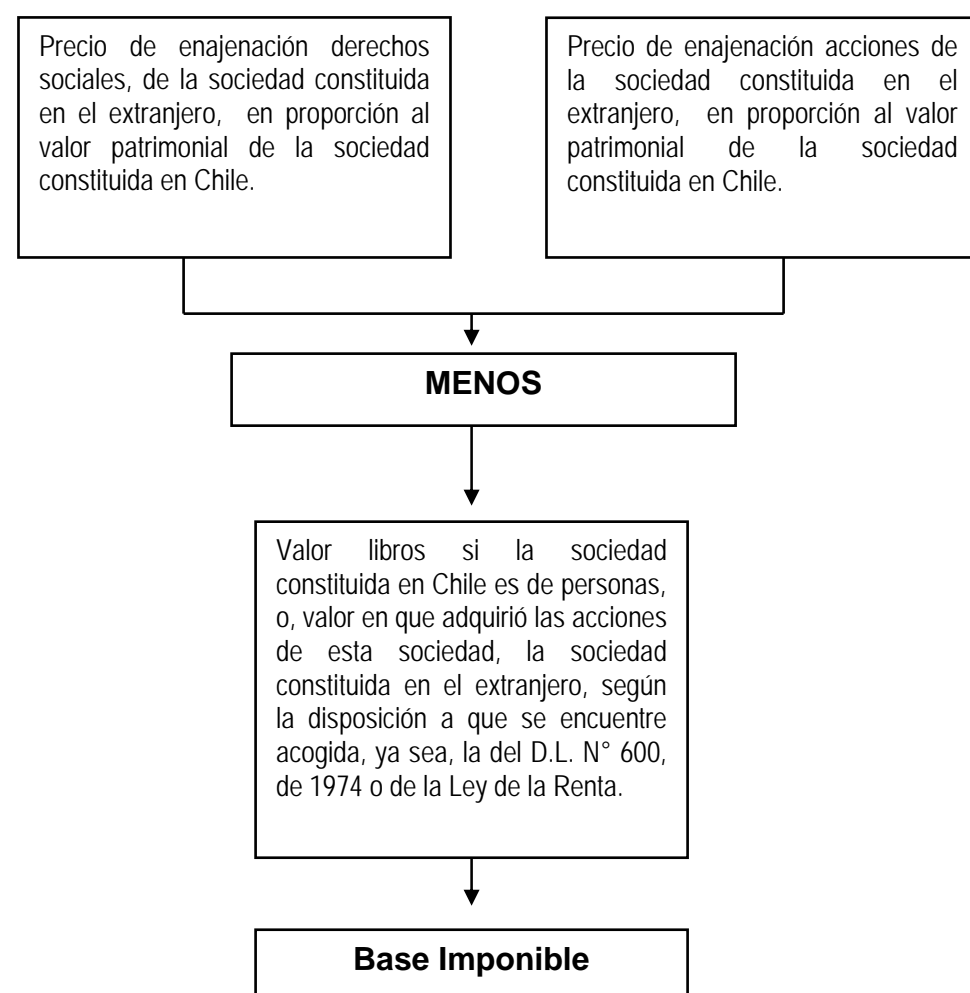 Precio de enajenación derechos
sociales, de la sociedad constituida
en el extranjero, en proporción al
valor patrimonial de la sociedad
constituida en Chile.
Precio de enajenación acciones de
la sociedad constituida en el
extranjero, en proporción al valor
patrimonial de la sociedad
constituida en Chile.
MENOS
Valor libros si la sociedad
constituida en Chile es de personas,
o, valor en que adquirió las acciones
de esta sociedad, la sociedad
constituida en el extranjero, según
la disposición a que se encuentre
acogida, ya sea, la del D.L. N° 600,
de 1974 o de la Ley de la Renta.
Base Imponible